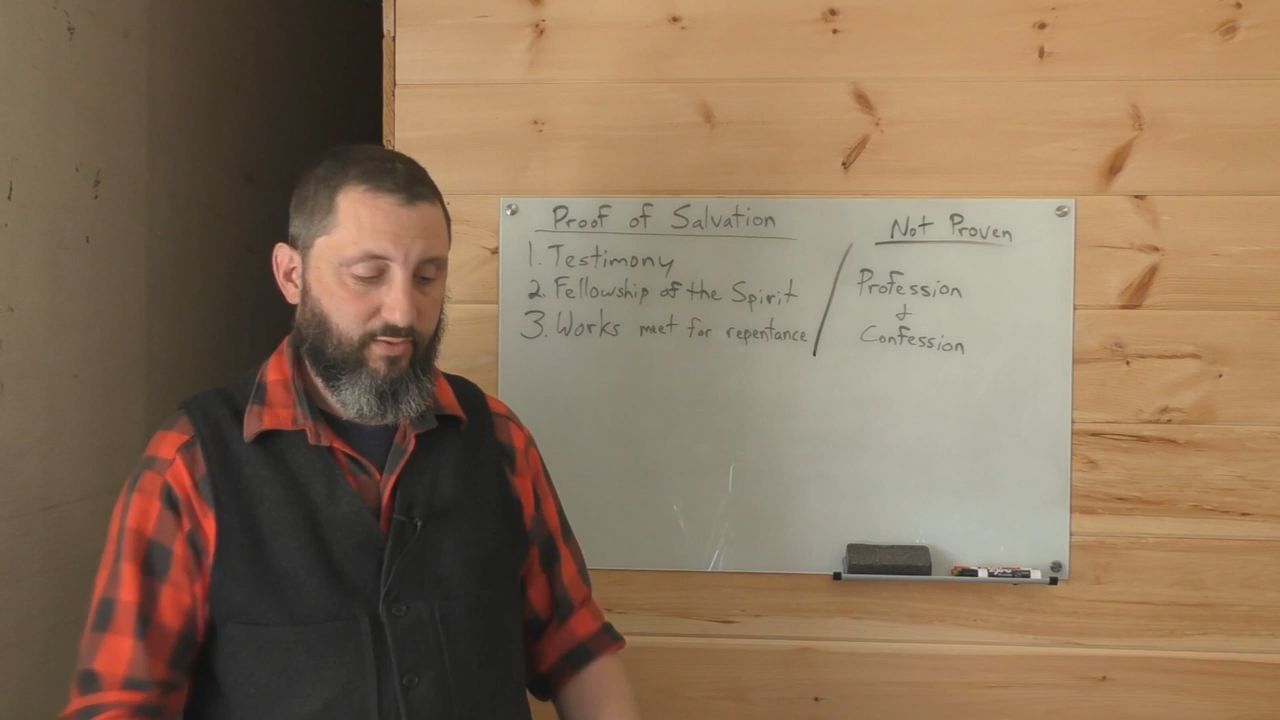 Proof of Salvation
1. Testimony
2. Fellowship of the Spirit
3. Works meet for repentance
Not Proven
Profession
&
Confession